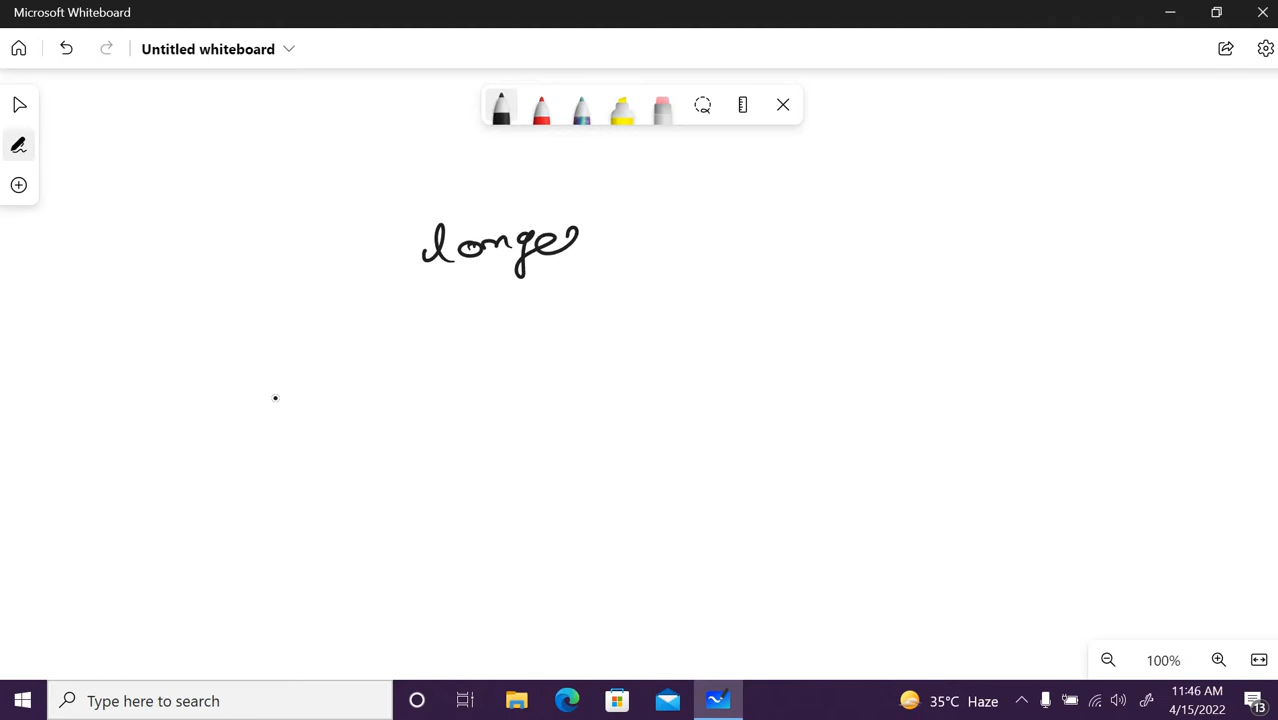 Microsoft Whiteboard
Untitled whiteboard
longer
100%
Type here to search
35°C Haze
11:46 AM
4/15/2022
13